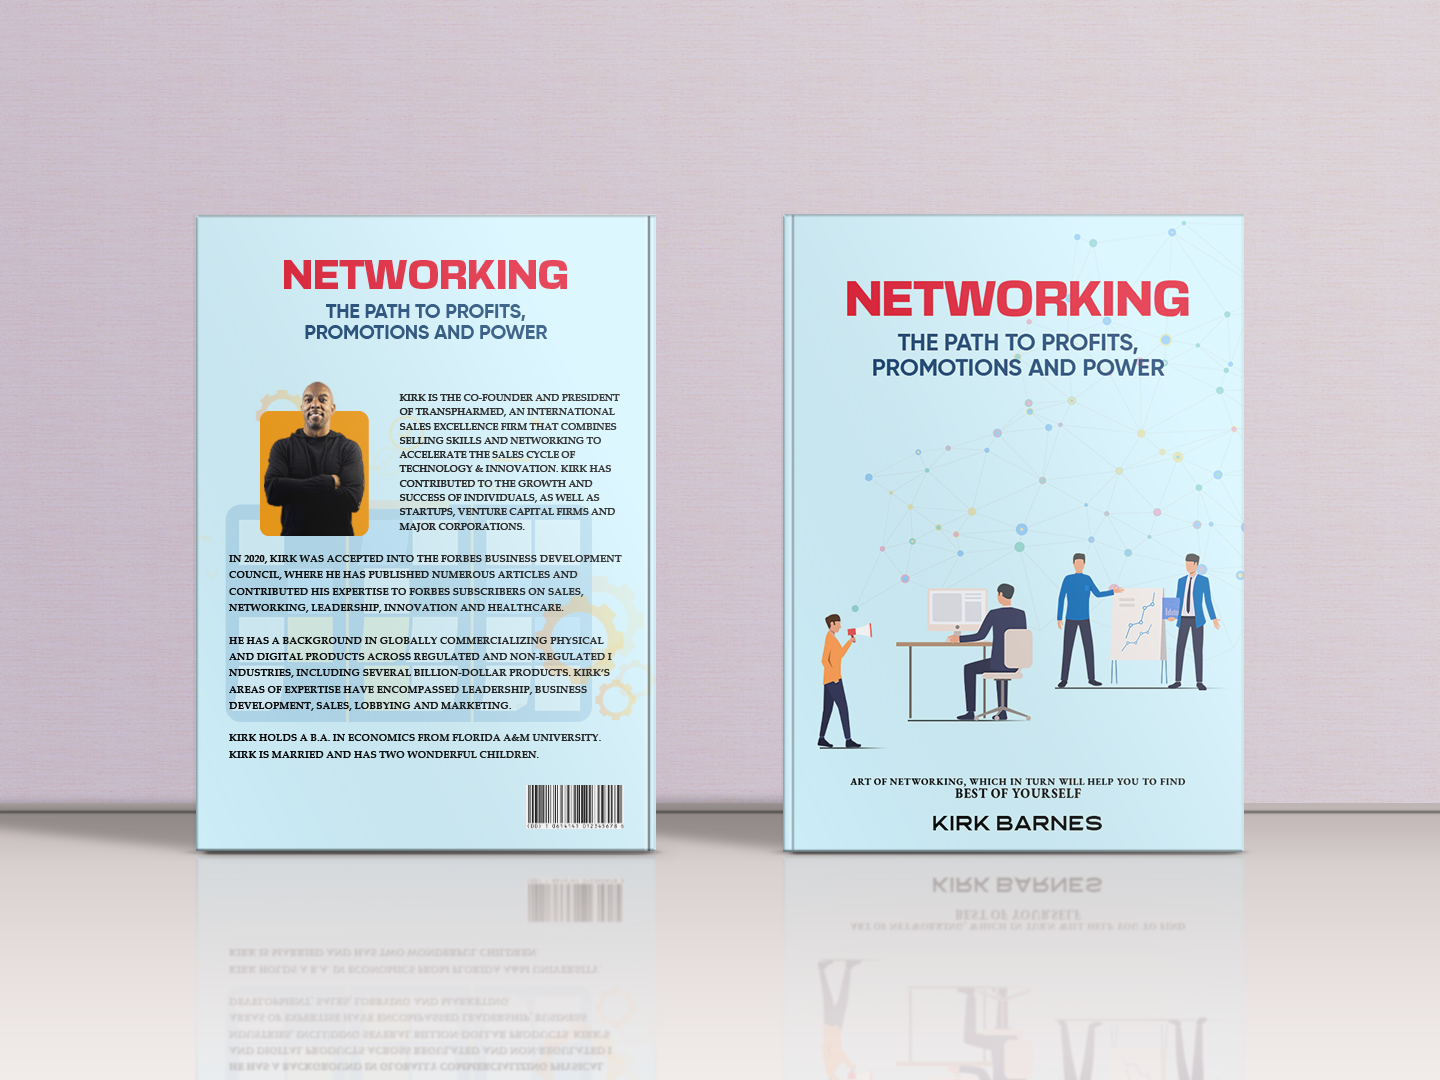 NETWORKING
THE PATH TO PROFITS,
PROMOTIONS AND POWER
KIRK IS THE CO-FOUNDER AND PRESIDENT
OF TRANSPHARMED, AN INTERNATIONAL
SALES EXCELLENCE FIRM THAT COMBINES
SELLING SKILLS AND NETWORKING TO
ACCELERATE THE SALES CYCLE OF
TECHNOLOGY & INNOVATION. KIRK HAS
CONTRIBUTED TO THE GROWTH AND
SUCCESS OF INDIVIDUALS, AS WELL AS
STARTUPS, VENTURE CAPITAL FIRMS AND
MAJOR CORPORATIONS.
IN 2020, KIRK WAS ACCEPTED INTO THE FORBES BUSINESS DEVELOPMENT
COUNCIL, WHERE HE HAS PUBLISHED NUMEROUS ARTICLES AND
CONTRIBUTED HIS EXPERTISE TO FORBES SUBSCRIBERS ON SALES,
NETWORKING, LEADERSHIP, INNOVATION AND HEALTHCARE.
HE HAS A BACKGROUND IN GLOBALLY COMMERCIALIZING PHYSICAL
AND DIGITAL PRODUCTS ACROSS REGULATED AND NON-REGULATED I
NDUSTRIES, INCLUDING SEVERAL BILLION-DOLLAR PRODUCTS. KIRK'S
AREAS OF EXPERTISE HAVE ENCOMPASSED LEADERSHIP, BUSINESS
DEVELOPMENT, SALES, LOBBYING AND MARKETING.
KIRK HOLDS A B.A. IN ECONOMICS FROM FLORIDA A&M UNIVERSITY.
KIRK IS MARRIED AND HAS TWO WONDERFUL CHILDREN.
(00) 1 0614141 012345678 6
NETWORKING
THE PATH TO PROFITS,
PROMOTIONS AND POWER
ART OF NETWORKING, WHICH IN TURN WILL HELP YOU TO FIND
BEST OF YOURSELF
KIRK BARNES